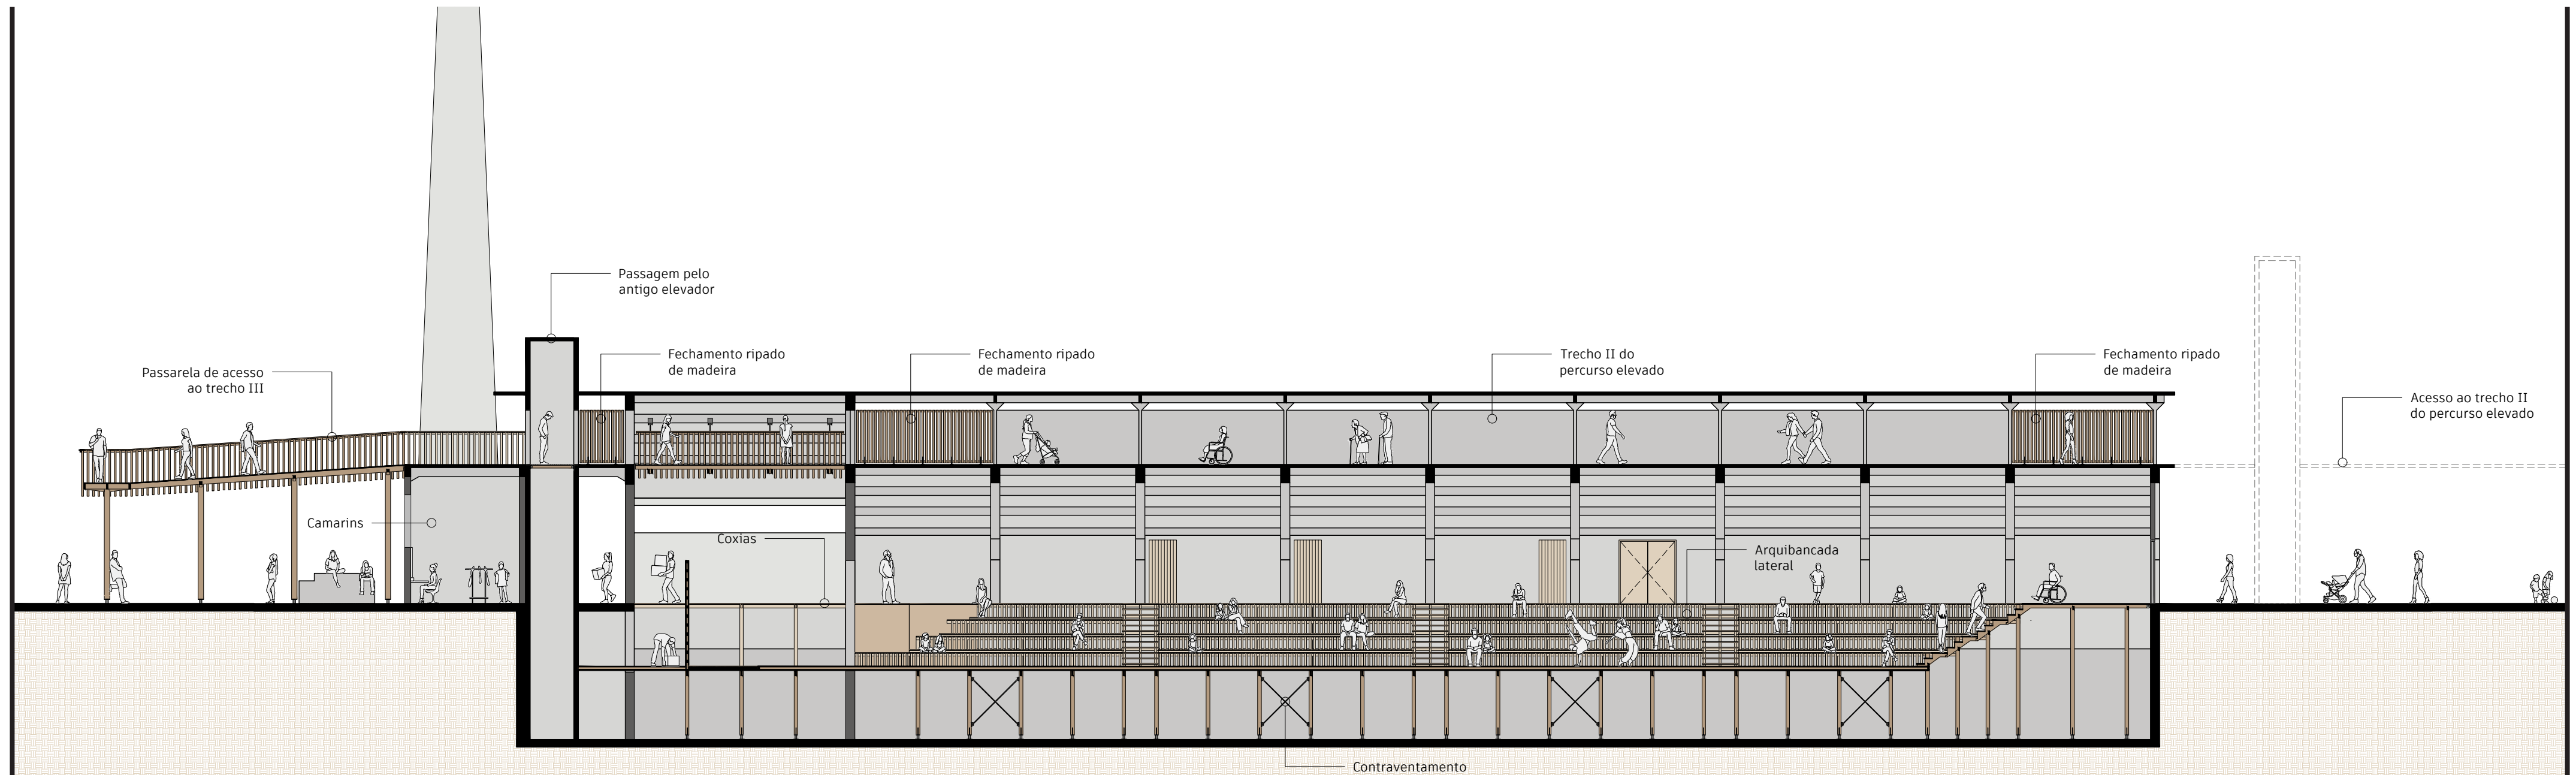 Passagem pelo
antigo elevador
Passarela de acesso
ao trecho III
Fechamento ripado
de madeira
Fechamento ripado
de madeira
Trecho II do
percurso elevado
Fechamento ripado
de madeira
Acesso ao trecho II
do percurso elevado
Camarins
Coxias
Arquibancada
lateral
Contraventamento